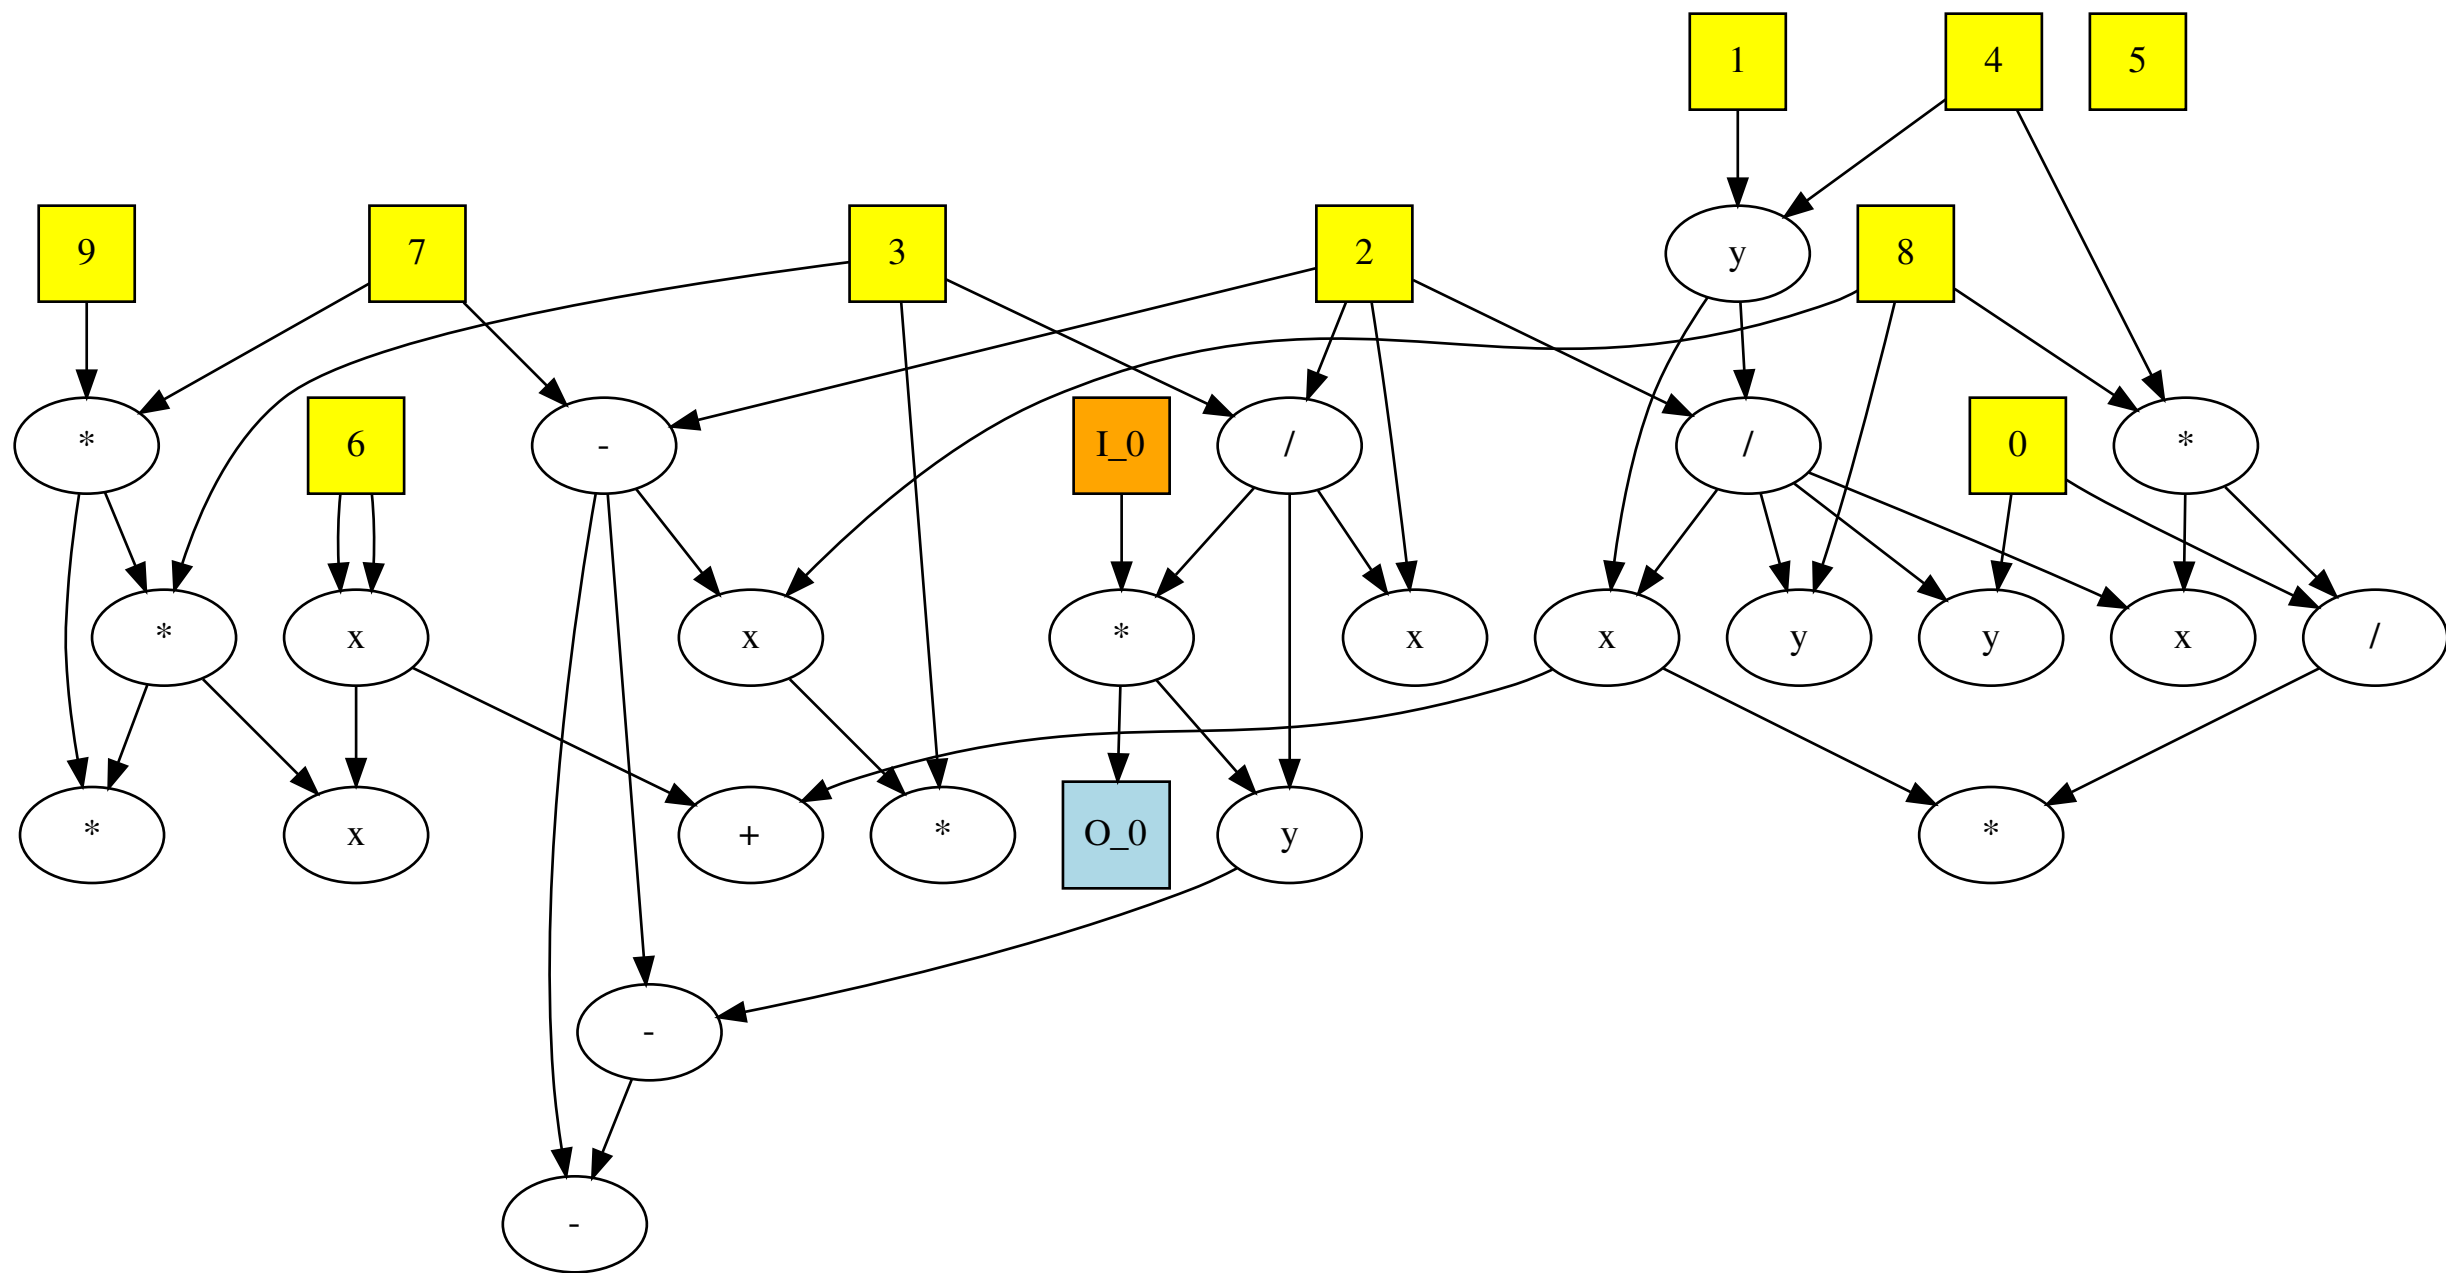 1 4 5
9 7 3 2 y 8
* 6 - I_0 / / 0 *
* x x * x x y y x /
* x + * O_0 y *
-
-